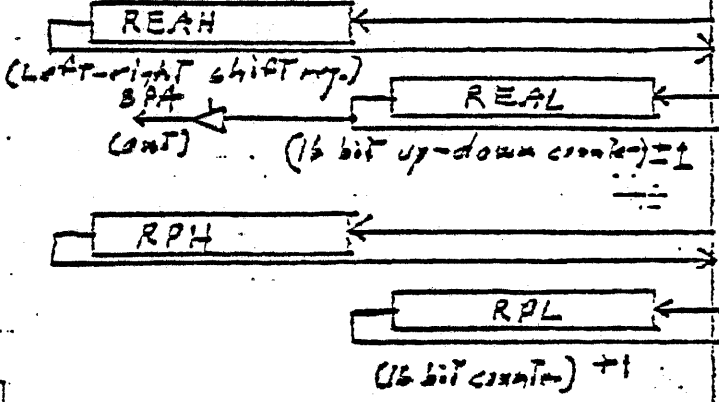 REAH
(Left-right shift reg.)
BPA
(ext)
REAL
(16 bit up-down counter) ±1
RPH
RPL
(16 bit counter) +1